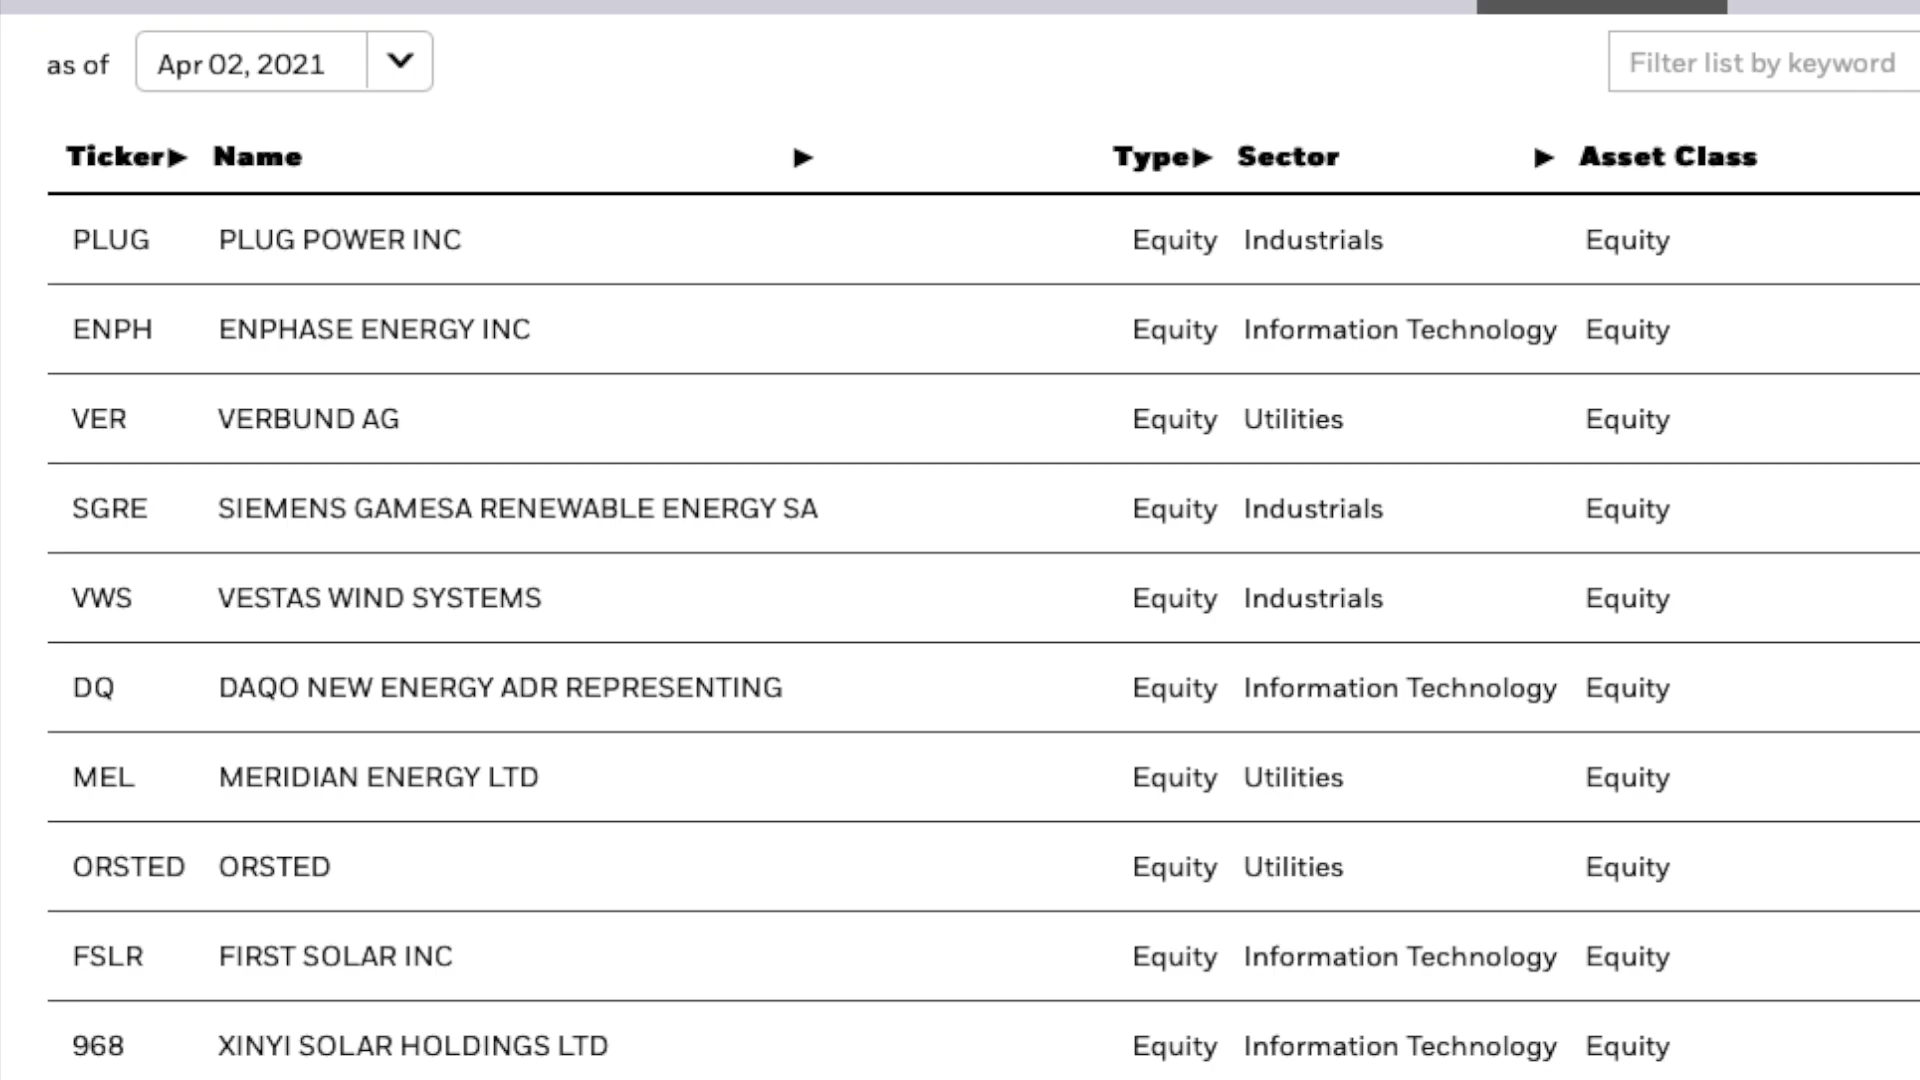 as of Apr 02, 2021 Filter list by keyword
Ticker Name Type Sector Asset Class
PLUG PLUG POWER INC Equity Industrials Equity
ENPH ENPHASE ENERGY INC Equity Information Technology Equity
VER VERBUND AG Equity Utilities Equity
SGRE SIEMENS GAMESA RENEWABLE ENERGY SA Equity Industrials Equity
VWS VESTAS WIND SYSTEMS Equity Industrials Equity
DQ DAQO NEW ENERGY ADR REPRESENTING Equity Information Technology Equity
MEL MERIDIAN ENERGY LTD Equity Utilities Equity
ORSTED ORSTED Equity Utilities Equity
FSLR FIRST SOLAR INC Equity Information Technology Equity
968 XINYI SOLAR HOLDINGS LTD Equity Information Technology Equity